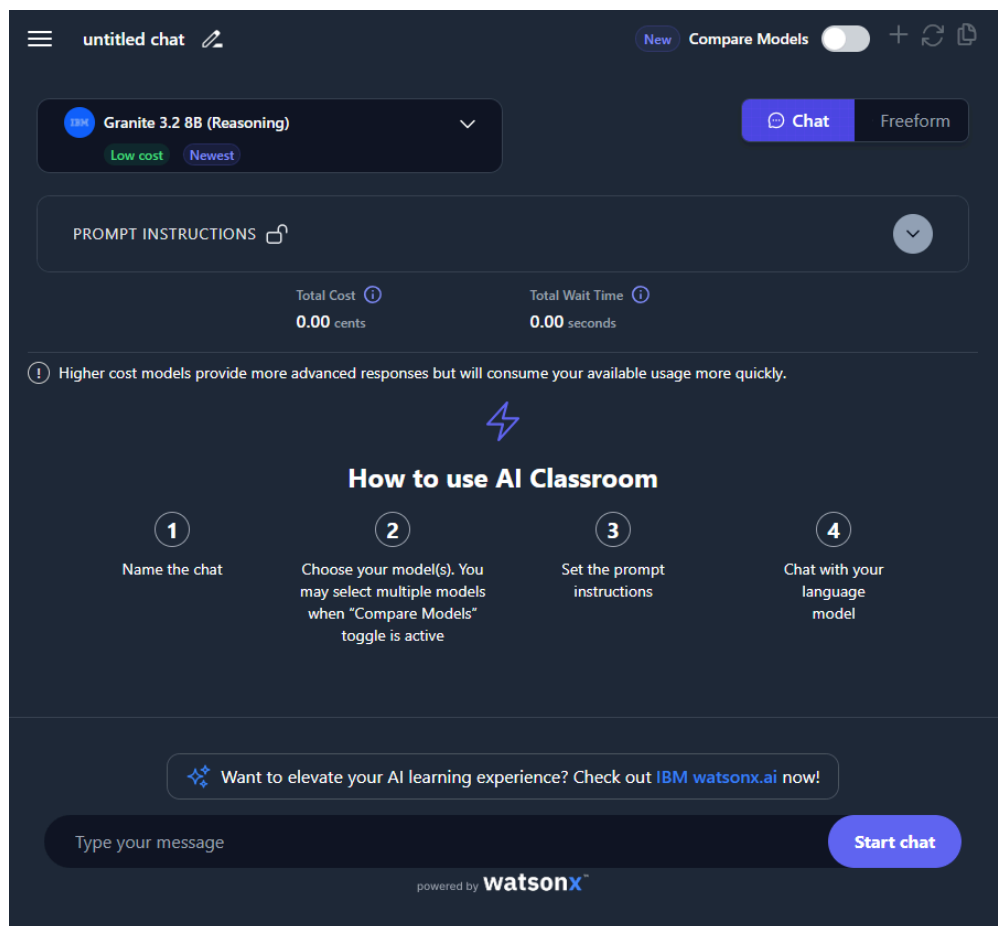 untitled chat
New Compare Models
IBM Granite 3.2 8B (Reasoning)
Low cost Newest
Chat Freeform
PROMPT INSTRUCTIONS
Total Cost
0.00 cents
Total Wait Time
0.00 seconds
Higher cost models provide more advanced responses but will consume your available usage more quickly.
How to use AI Classroom
1
Name the chat
2
Choose your model(s). You
may select multiple models
when “Compare Models”
toggle is active
3
Set the prompt
instructions
4
Chat with your
language
model
Want to elevate your AI learning experience? Check out IBM watsonx.ai now!
Type your message
Start chat
powered by watsonx™